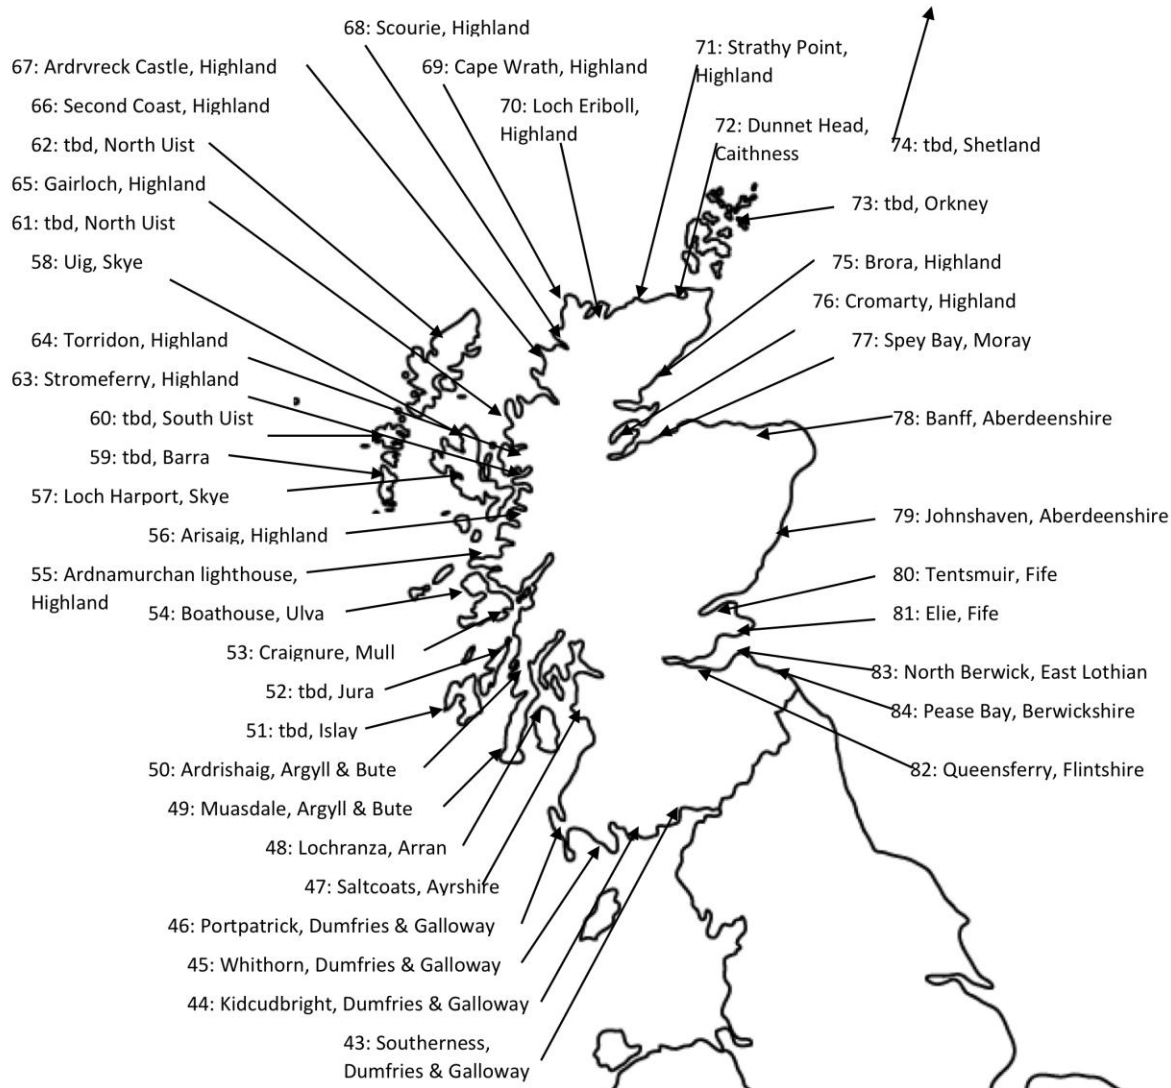 68: Scourie, Highland
67: Ardrvreck Castle, Highland
69: Cape Wrath, Highland
71: Strathy Point,
Highland
66: Second Coast, Highland
70: Loch Eriboll,
Highland
72: Dunnet Head,
Caithness
62: tbd, North Uist
74: tbd, Shetland
65: Gairloch, Highland
73: tbd, Orkney
61: tbd, North Uist
58: Uig, Skye
75: Brora, Highland
76: Cromarty, Highland
64: Torridon, Highland
77: Spey Bay, Moray
63: Stromeferry, Highland
60: tbd, South Uist
78: Banff, Aberdeenshire
59: tbd, Barra
57: Loch Harport, Skye
79: Johnshaven, Aberdeenshire
56: Arisaig, Highland
55: Ardnamurchan lighthouse,
Highland
80: Tentsmuir, Fife
54: Boathouse, Ulva
81: Elie, Fife
53: Craignure, Mull
83: North Berwick, East Lothian
52: tbd, Jura
84: Pease Bay, Berwickshire
51: tbd, Islay
50: Ardrishaig, Argyll & Bute
82: Queensferry, Flintshire
49: Muasdale, Argyll & Bute
48: Lochranza, Arran
47: Saltcoats, Ayrshire
46: Portpatrick, Dumfries & Galloway
45: Whithorn, Dumfries & Galloway
44: Kidcudbright, Dumfries & Galloway
43: Southerness,
Dumfries & Galloway